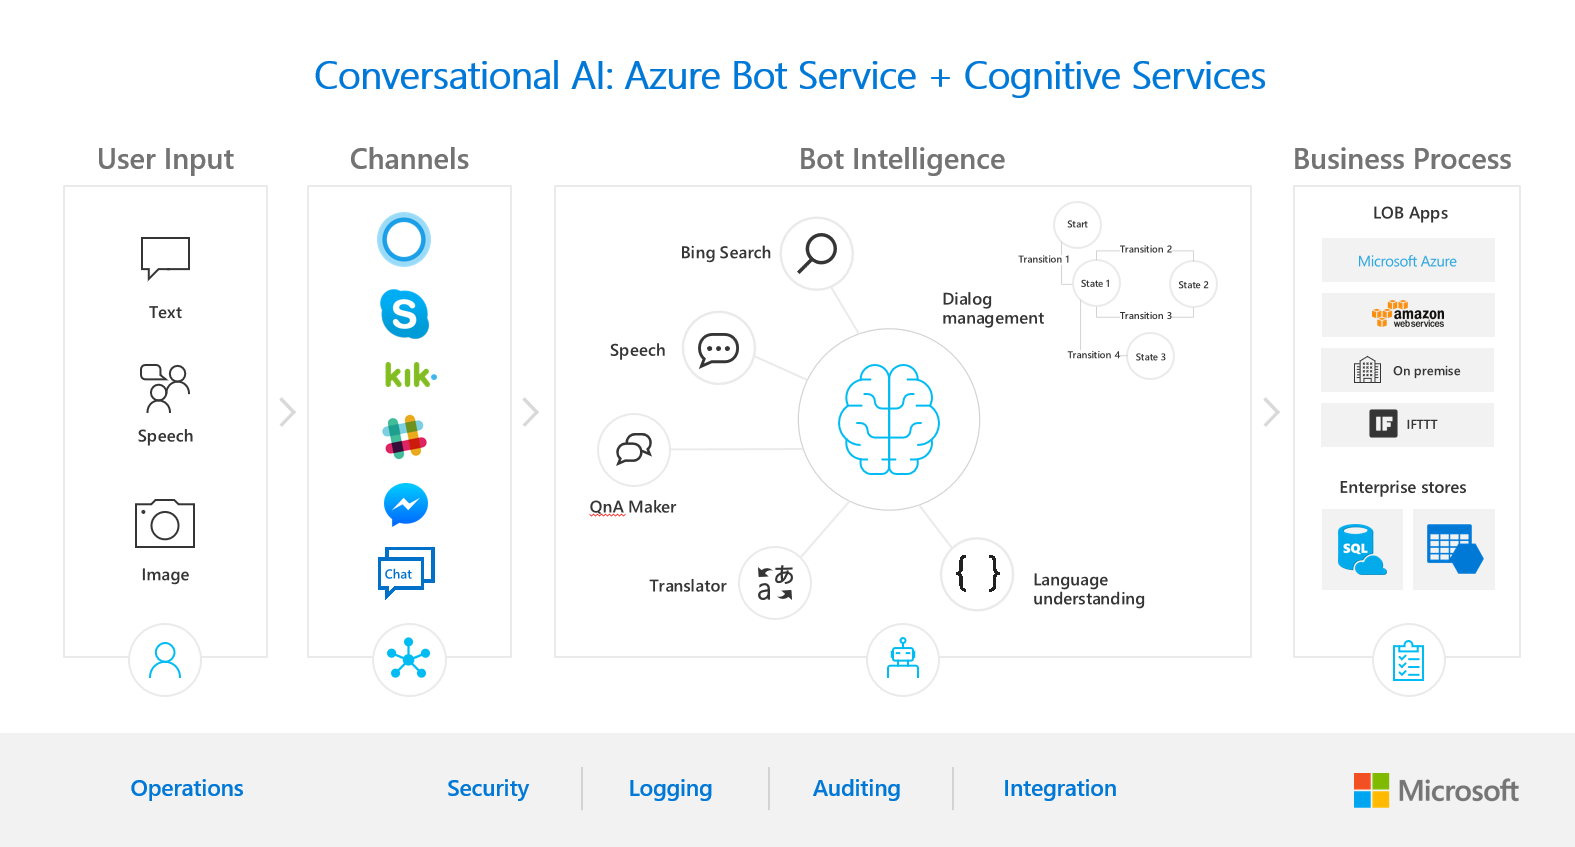 Conversational AI: Azure Bot Service + Cognitive Services
User Input
Text
Speech
Image
Channels
S
kik
Chat
Bot Intelligence
Bing Search
Speech
QnA Maker
Translator
あ
a
{ }
Language
understanding
Dialog
management
Start
Transition 1
Transition 2
State 1
State 2
Transition 3
Transition 4
State 3
Business Process
LOB Apps
Microsoft Azure
amazon
web services
On premise
IF IFTTT
Enterprise stores
SQL
Operations
Security
Logging
Auditing
Integration
Microsoft